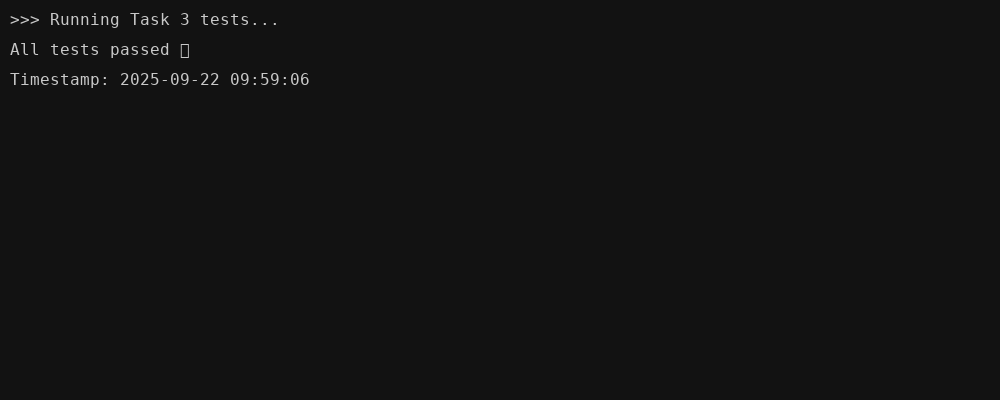 >>> Running Task 3 tests...
All tests passed
Timestamp: 2025-09-22 09:59:06